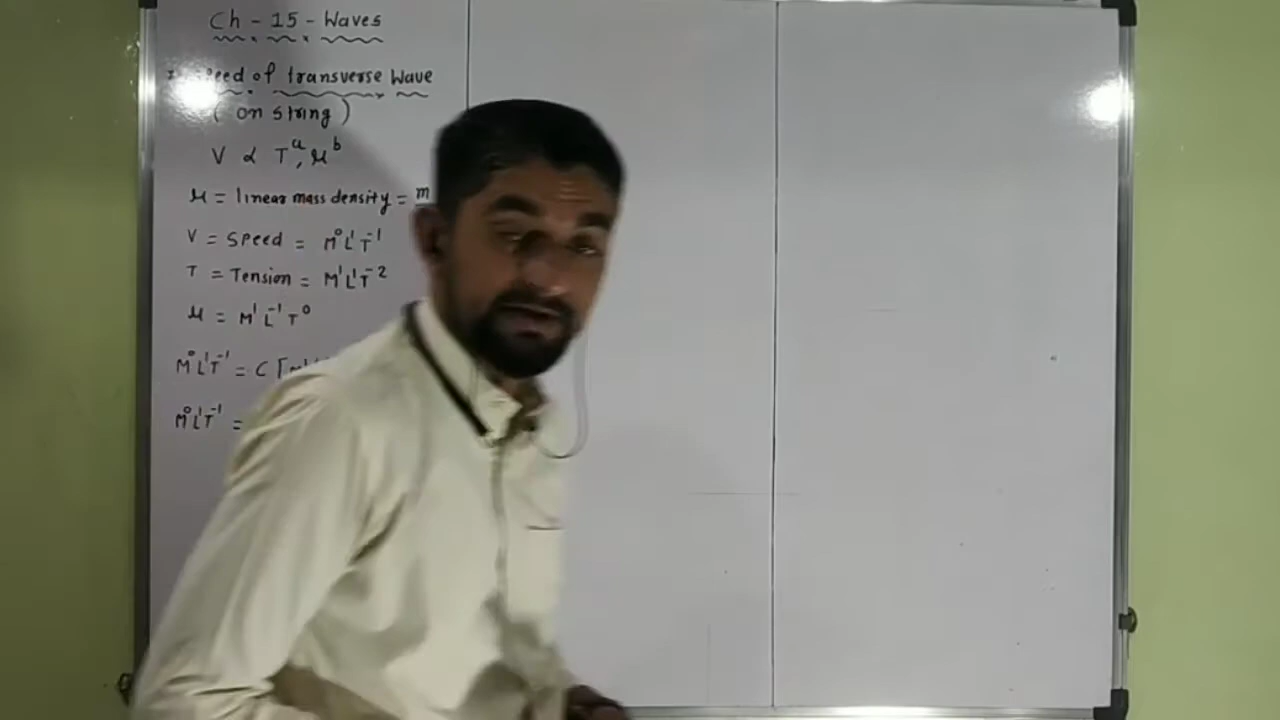 Ch - 15 - Waves
Speed of transverse Wave
( on string )
V ∝ Tᵃ, μᵇ
μ = linear mass density = m
V = Speed = M⁰L¹T⁻¹
T = Tension = M¹L¹T⁻²
μ = M¹L⁻¹T⁰
M⁰L¹T⁻¹ = C [M¹
M⁰L¹T⁻¹ =